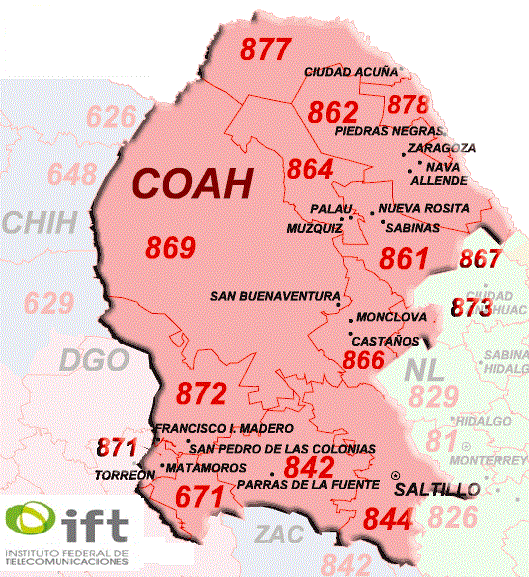 877
CIUDAD ACUÑA
626
862
878
PIEDRAS NEGRAS
ZARAGOZA
864
NAVA
648
ALLENDE
COAH
PALAU
NUEVA ROSITA
CHIH
MUZQUIZ
SABINAS
869
861
867
SAN BUENAVENTURA
CIUDAD
629
873
MONCLOVA
CASTAÑOS
DGO
866
SABINAS
NL
HIDALGO
872
829
HIDALGO
FRANCISCO I. MADERO
871
SAN PEDRO DE LAS COLONIAS
81
MONTERREY
TORREÓN
MATAMOROS
842
PARRAS DE LA FUENTE
SALTILLO
671
844
826
ift
ZAC
INSTITUTO FEDERAL DE
TELECOMUNICACIONES
842